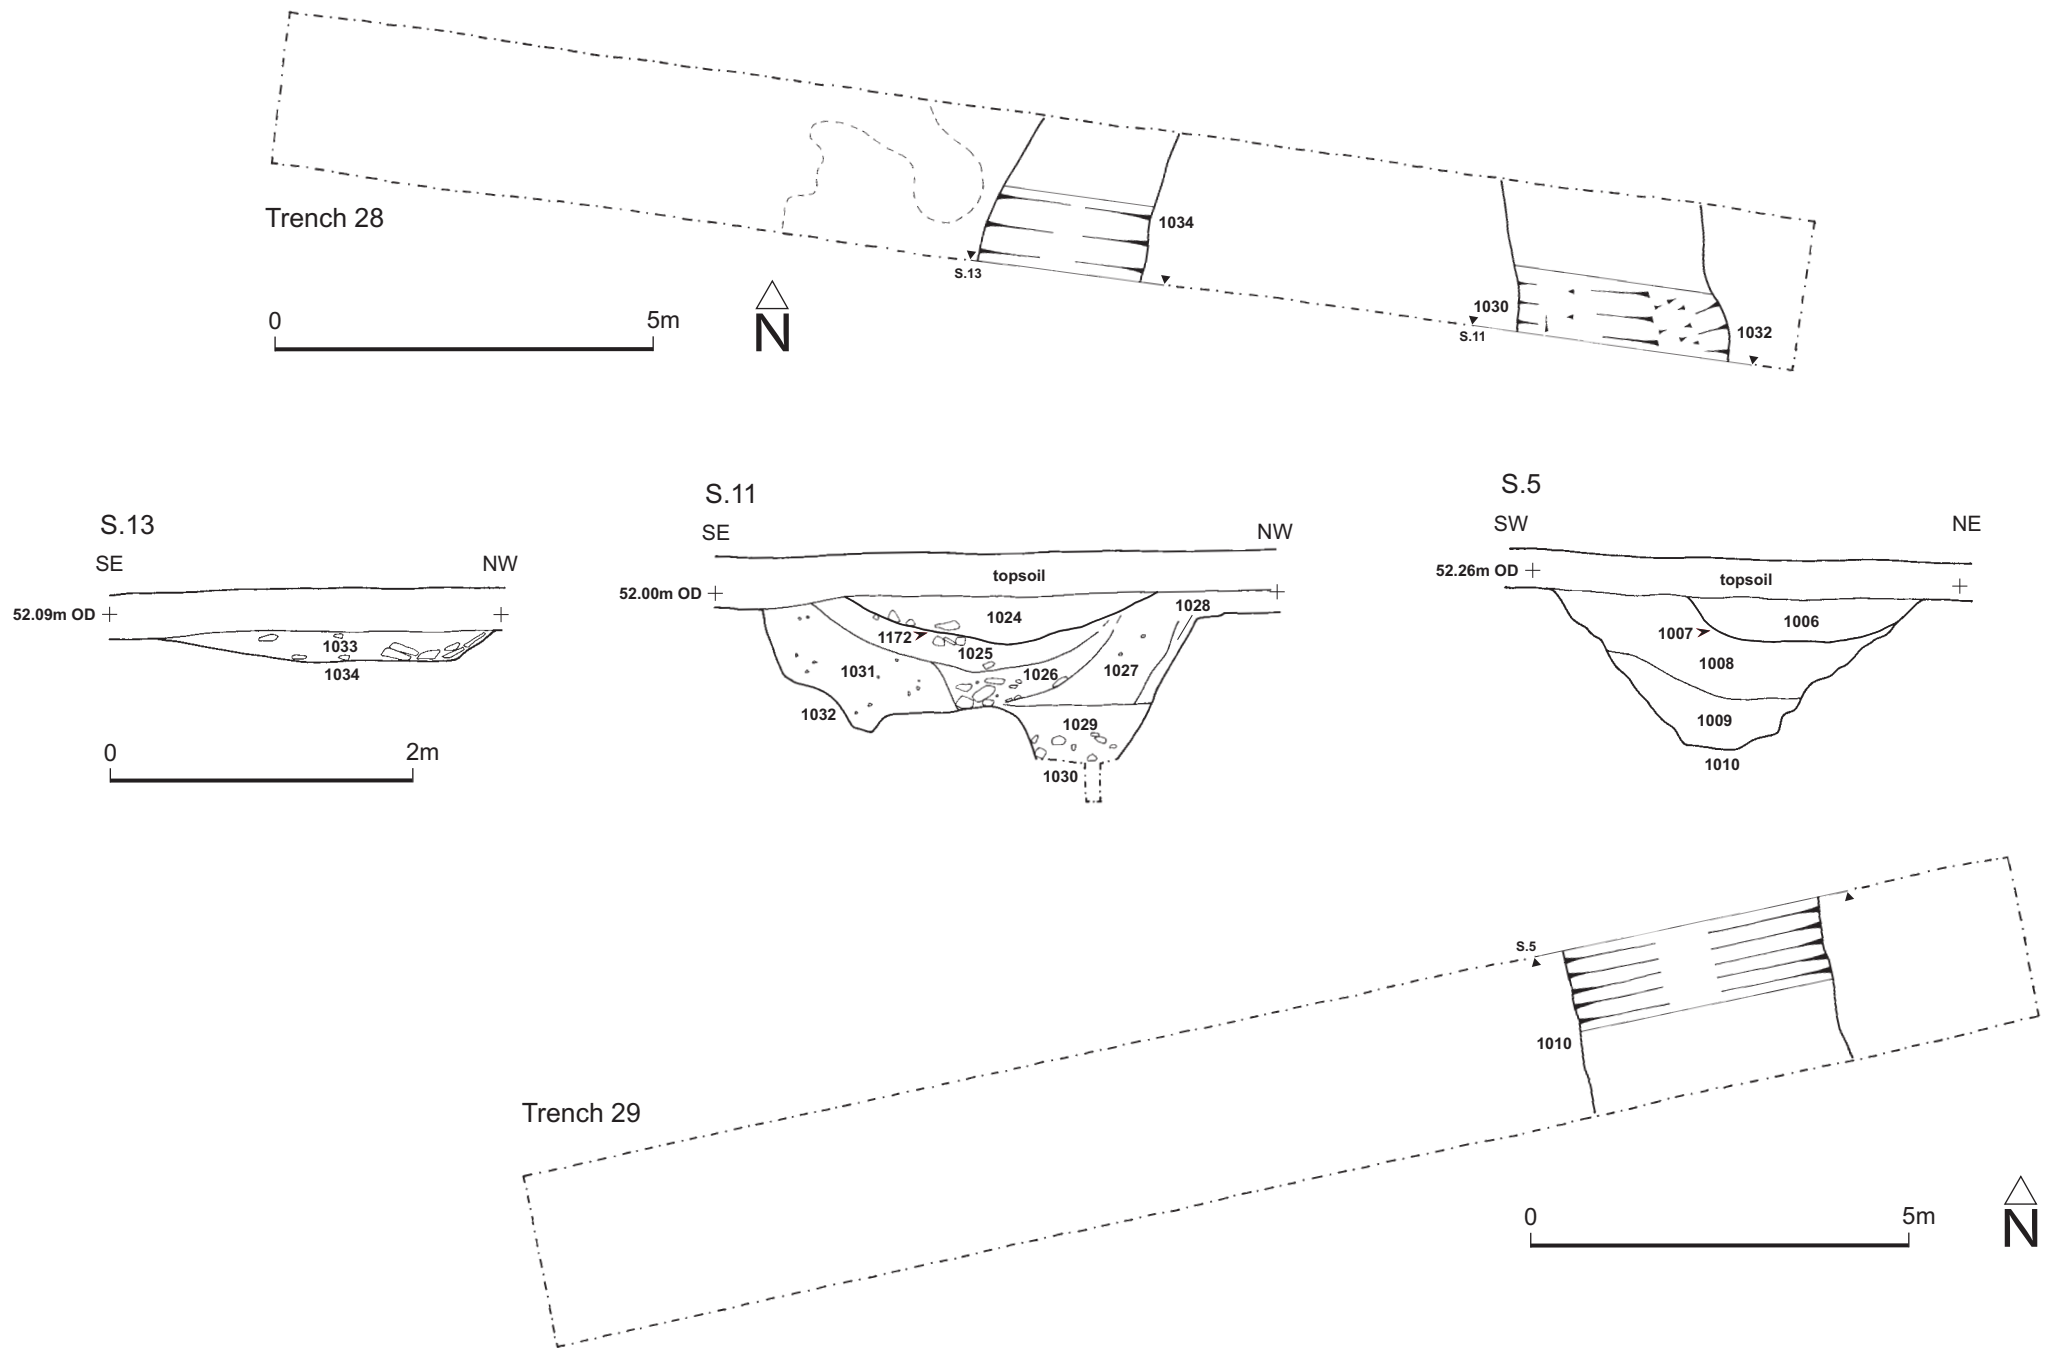 Trench 28
1034
S.13
0 5m
N
1030
S.11
1032
S.13
SE NW
52.09m OD
1033
1034
0 2m
S.11
SE NW
topsoil
52.00m OD
1024
1028
1172
1025
1026
1027
1031
1032
1029
1030
S.5
SW NE
52.26m OD
topsoil
1006
1007
1008
1009
1010
S.5
1010
Trench 29
0 5m
N